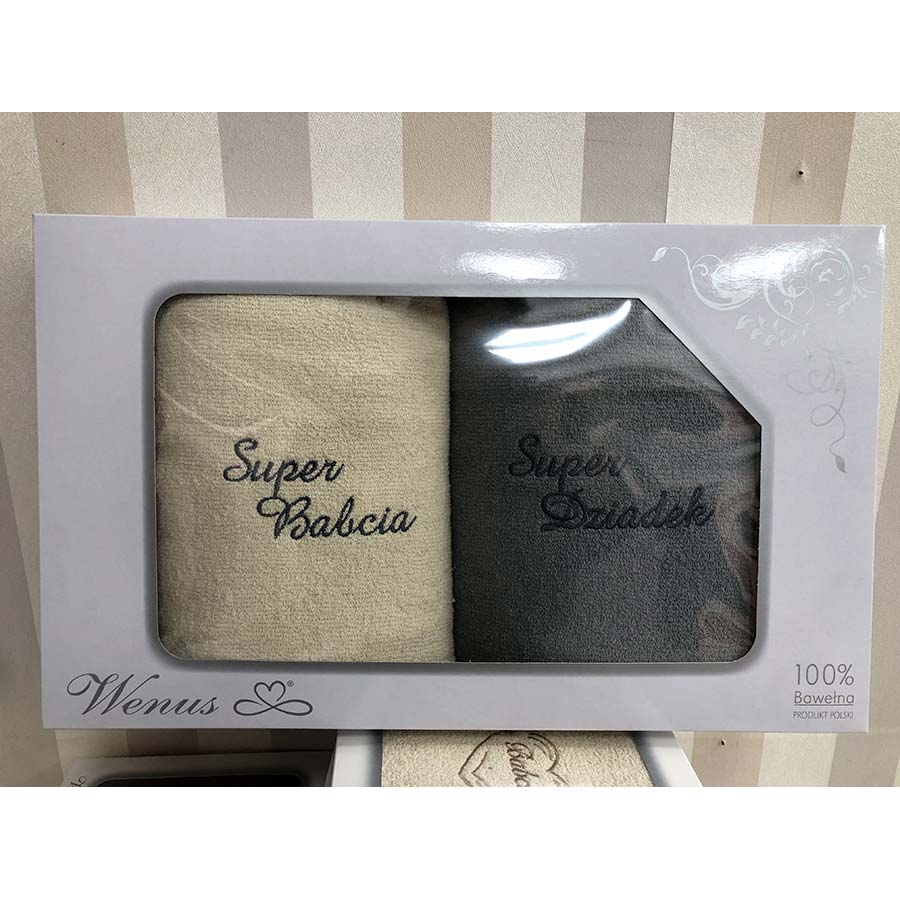 Super
Babcia
Super
Dziadek
Wenus ®
100%
Bawełna
PRODUKT POLSKI